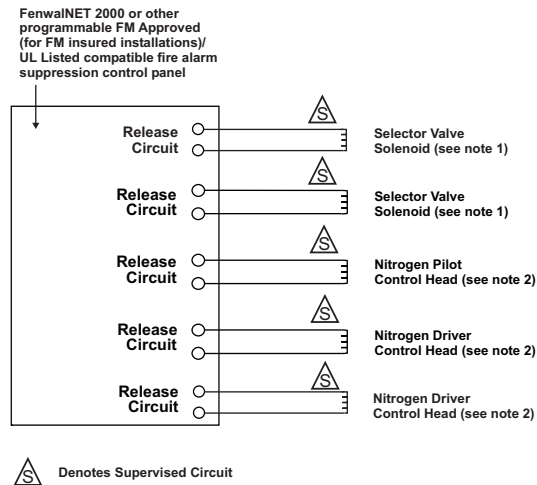 FenwalNET 2000 or other
programmable FM Approved
(for FM insured installations)/
UL Listed compatible fire alarm
suppression control panel
S
Release
Circuit
Selector Valve
Solenoid (see note 1)
S
Release
Circuit
Selector Valve
Solenoid (see note 1)
S
Release
Circuit
Nitrogen Pilot
Control Head (see note 2)
S
Release
Circuit
Nitrogen Driver
Control Head (see note 2)
S
Release
Circuit
Nitrogen Driver
Control Head (see note 2)
S
Denotes Supervised Circuit